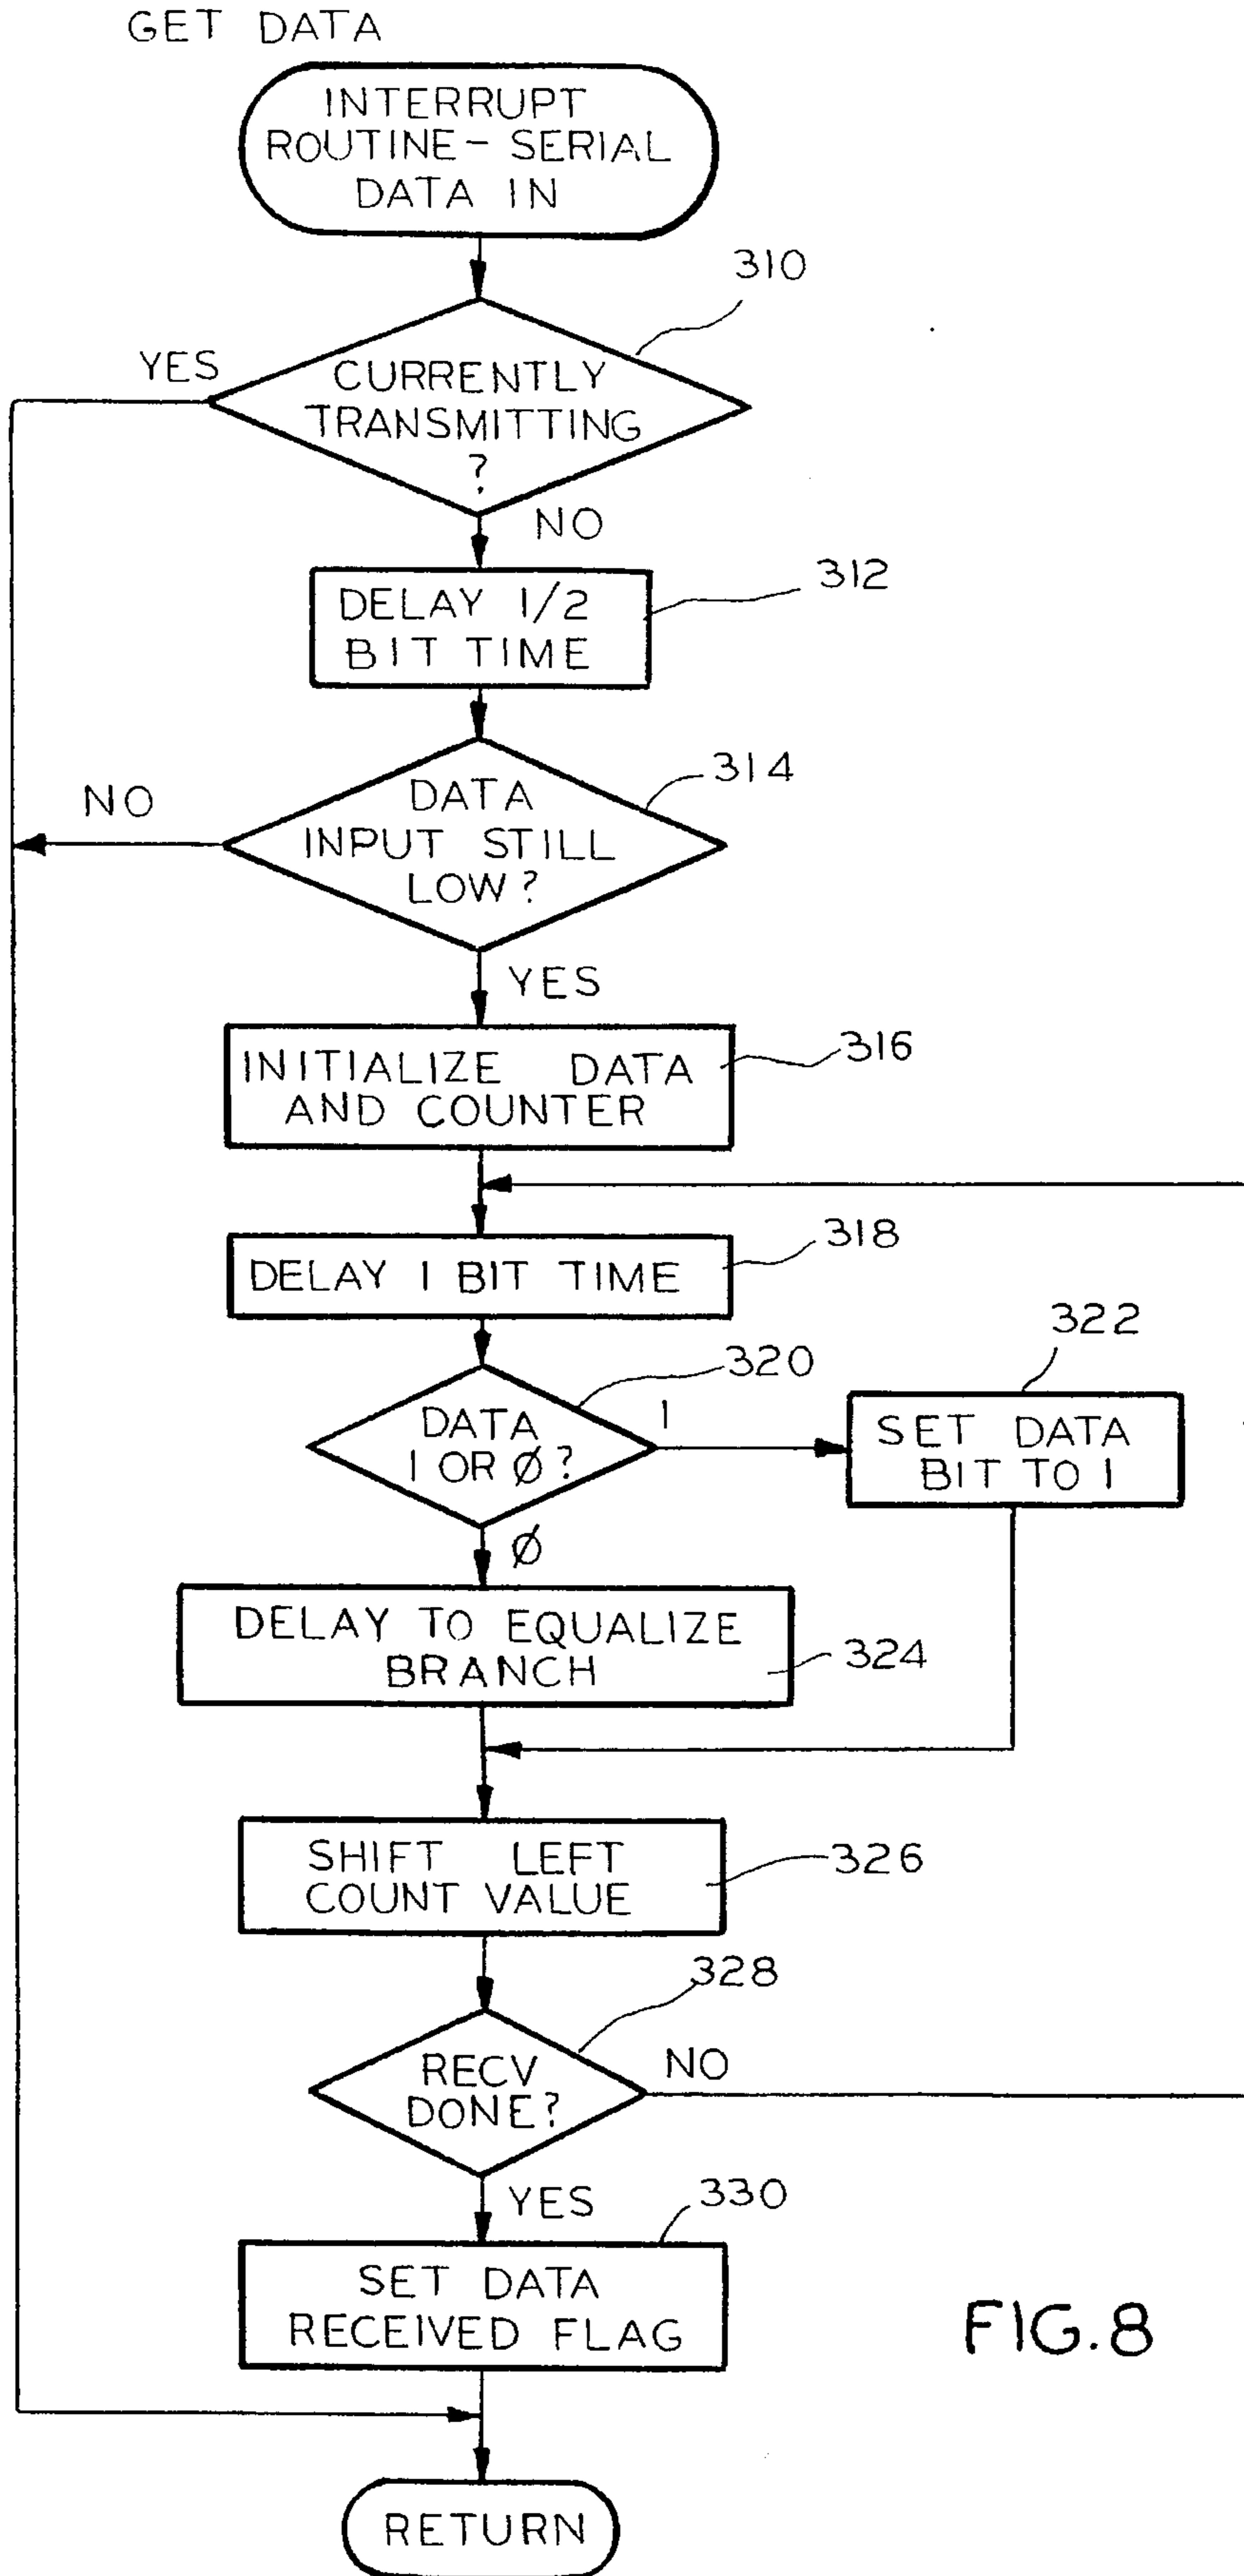 GET DATA
INTERRUPT
ROUTINE - SERIAL
DATA IN
310
YES
CURRENTLY
TRANSMITTING
?
NO
312
DELAY 1/2
BIT TIME
314
NO
DATA
INPUT STILL
LOW?
YES
316
INITIALIZE DATA
AND COUNTER
318
DELAY 1 BIT TIME
322
320
DATA
1 OR Ø?
1
SET DATA
BIT TO 1
Ø
DELAY TO EQUALIZE
BRANCH
324
SHIFT LEFT
COUNT VALUE
326
328
RECV
DONE?
NO
YES
330
SET DATA
RECEIVED FLAG
FIG. 8
RETURN